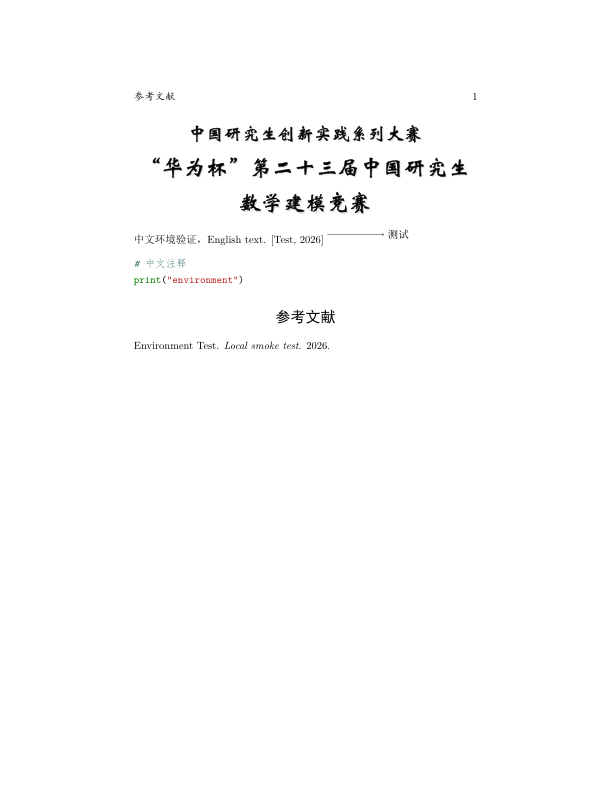 参考文献 1
中国研究生创新实践系列大赛
“华为杯”第二十三届中国研究生
数学建模竞赛
中文环境验证，English text. [Test, 2026] ⟶ 测试
# 中文注释
print("environment")
参考文献
Environment Test. Local smoke test. 2026.